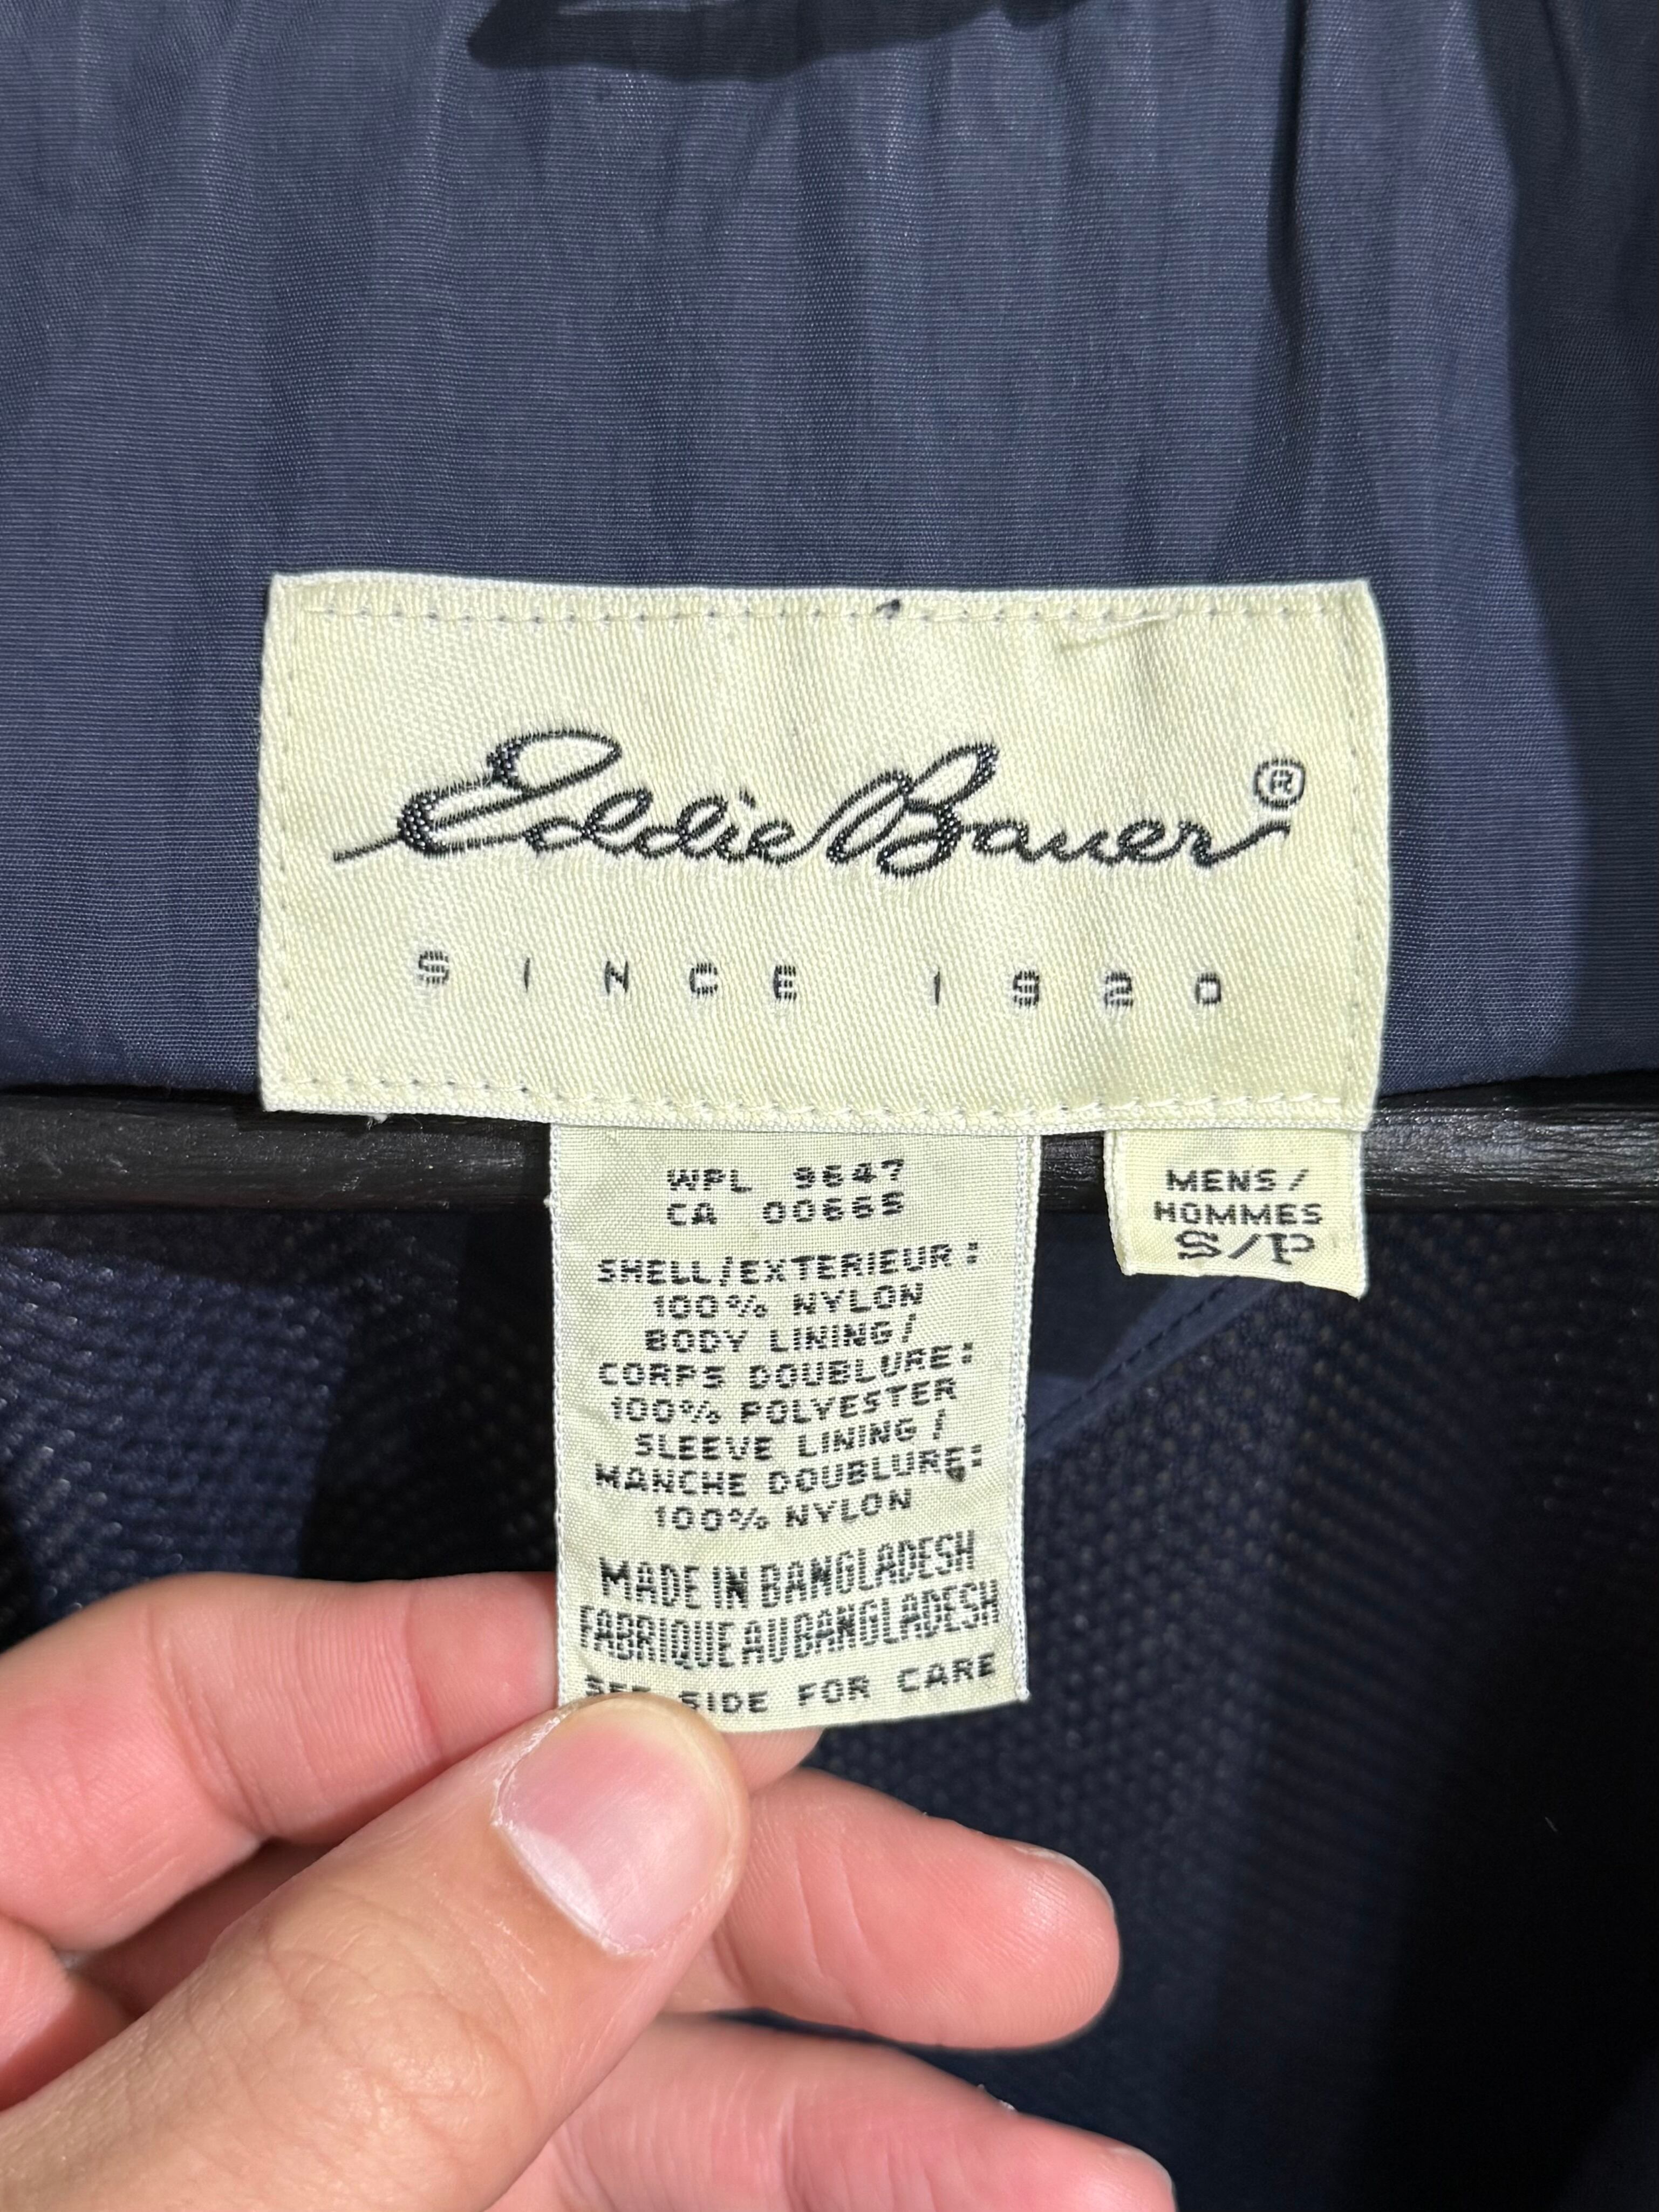 Eddie Bauer®
SINCE 1920
WPL 9647
CA 00665
SHELL/EXTERIEUR:
100% NYLON
BODY LINING/
CORPS DOUBLURE:
100% POLYESTER
SLEEVE LINING/
MANCHE DOUBLURE:
100% NYLON
MADE IN BANGLADESH
FABRIQUE AU BANGLADESH
SIDE FOR CARE
MENS/
HOMMES
S/P